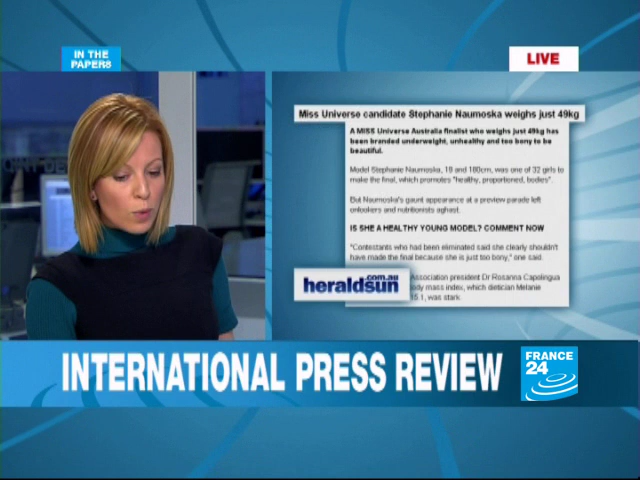 IN THE
PAPERS
LIVE
Miss Universe candidate Stephanie Naumoska weighs just 49kg
A MISS Universe Australia finalist who weighs just 49kg has
been branded underweight, unhealthy and too bony to be
beautiful.
Model Stephanie Naumoska, 19 and 180cm, was one of 32 girls to
make the final, which promotes "healthy, proportioned, bodies".
But Naumoska's gaunt appearance at a preview parade left
onlookers and nutritionists aghast.
IS SHE A HEALTHY YOUNG MODEL? COMMENT NOW
"Contestants who had been eliminated said she clearly shouldn't
have made the final because she is just too bony," one said.
Association president Dr Rosanna Capolingua
body mass index, which dietician Melanie
15.1, was stark.
.com.au
heraldsun
INTERNATIONAL PRESS REVIEW
FRANCE
24